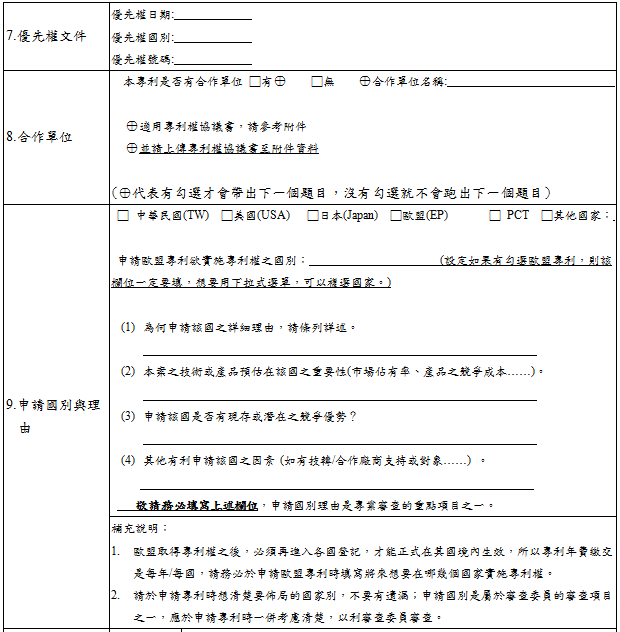 7.優先權文件
優先權日期:
優先權國別:
優先權號碼:
8.合作單位
本專利是否有合作單位 □有⊕ □無 ⊕合作單位名稱:
⊕適用專利權協議書，請參考附件
⊕並請上傳專利權協議書至附件資料
(⊕代表有勾選才會帶出下一個題目，沒有勾選就不會跑出下一個題目)
9.申請國別與理
由
□ 中華民國(TW) □美國(USA) □日本(Japan) □歐盟(EP) □ PCT □其他國家：
申請歐盟專利欲實施專利權之國別： (設定如果有勾選歐盟專利，則該
欄位一定要填，想要用下拉式選單，可以複選國家。)
(1) 為何申請該國之詳細理由，請條列詳述。
(2) 本案之技術或產品預估在該國之重要性(市場佔有率、產品之競爭成本……)。
(3) 申請該國是否有現存或潛在之競爭優勢？
(4) 其他有利申請該國之因素 (如有技轉/合作廠商支持或對象……) 。
敬請務必填寫上述欄位，申請國別理由是專業審查的重點項目之一。
補充說明：
1. 歐盟取得專利權之後，必須再進入各國登記，才能正式在其國境內生效，所以專利年費繳交
是每年/每國，請務必於申請歐盟專利時填寫將來想要在哪幾個國家實施專利權。
2. 請於申請專利時想清楚要佈局的國家別，不要有遺漏；申請國別是屬於審查委員的審查項目
之一，應於申請專利時一併考慮清楚，以利審查委員審查。